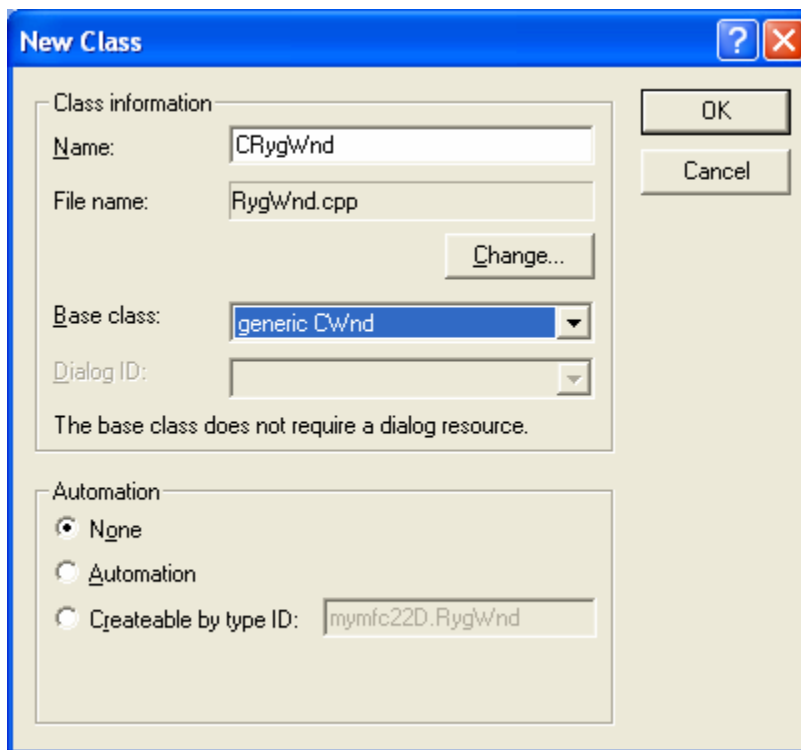 New Class
Class information
OK
Name:
CRygWnd
Cancel
File name:
RygWnd.cpp
Change...
Base class:
generic CWnd
Dialog ID:
The base class does not require a dialog resource.
Automation
None
Automation
Createable by type ID:
mymfc22D.RygWnd